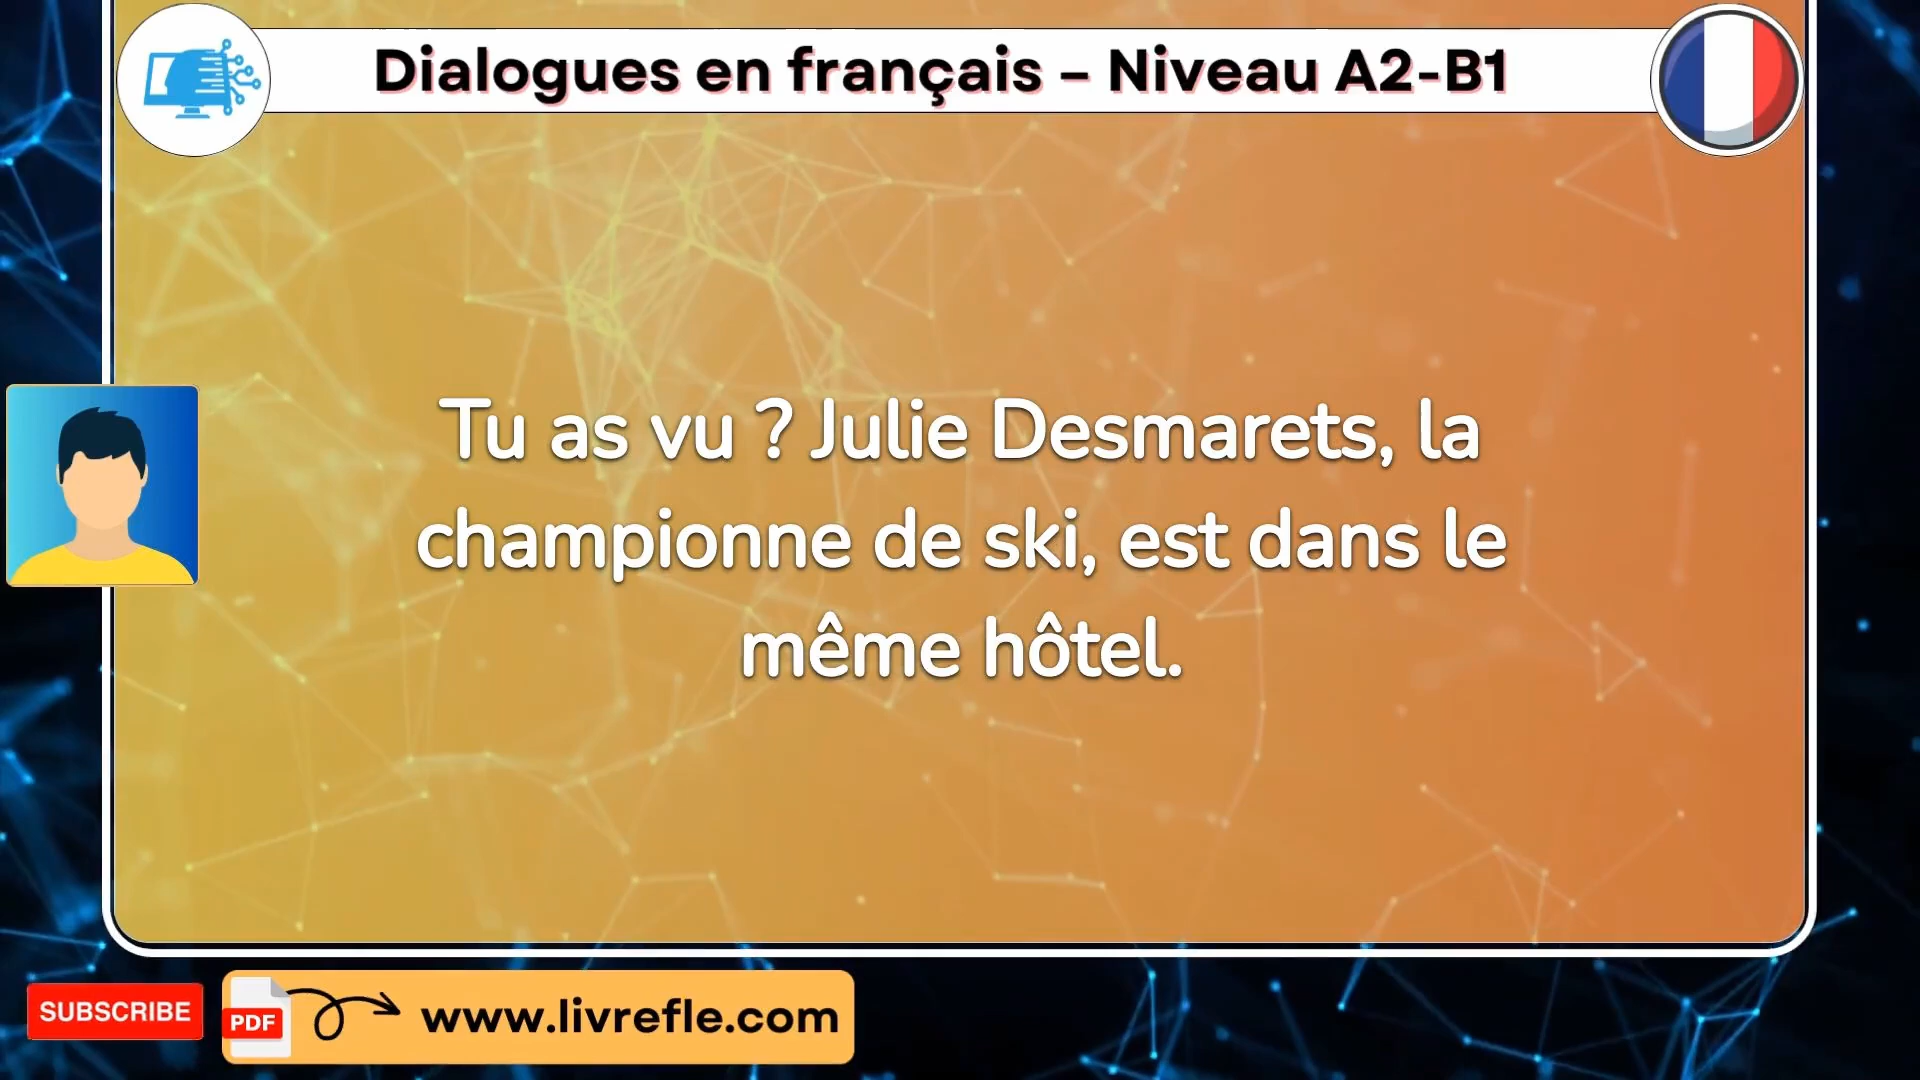 Dialogues en français – Niveau A2-B1
Tu as vu ? Julie Desmarets, la
championne de ski, est dans le
même hôtel.
SUBSCRIBE
PDF
www.livrefle.com